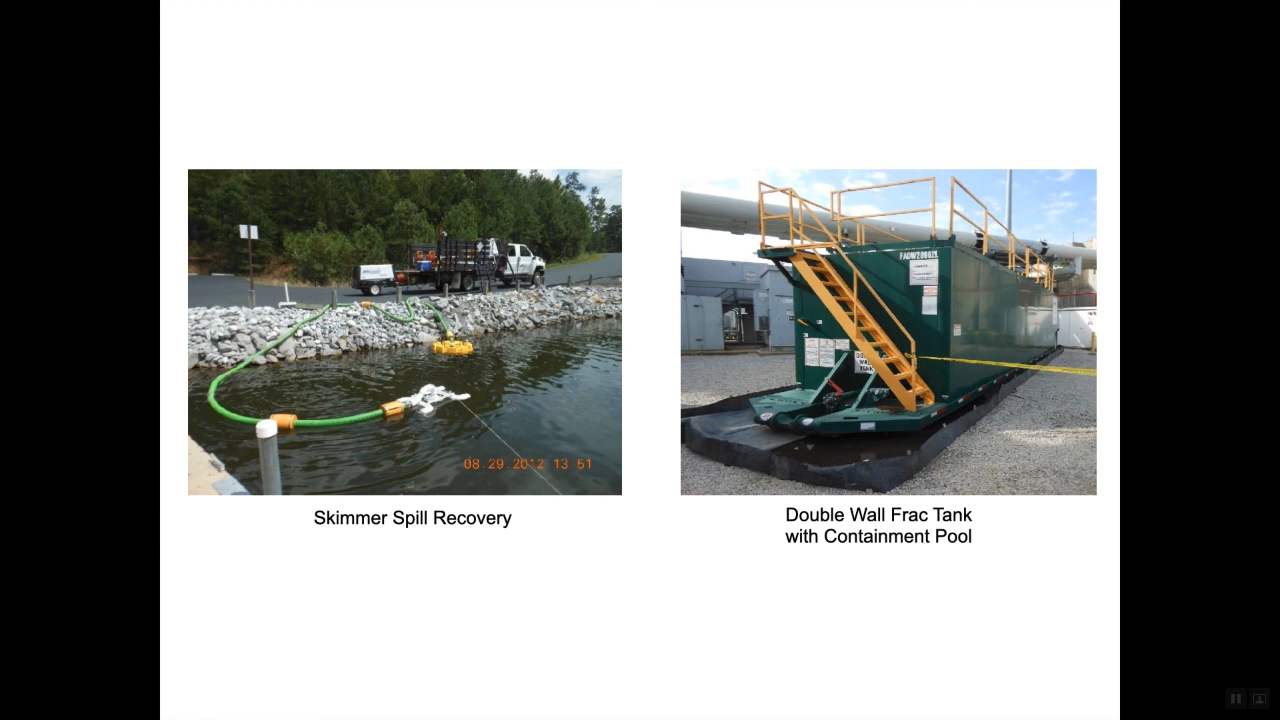 08.29.2012 13 51
Skimmer Spill Recovery
Double Wall Frac Tank
with Containment Pool